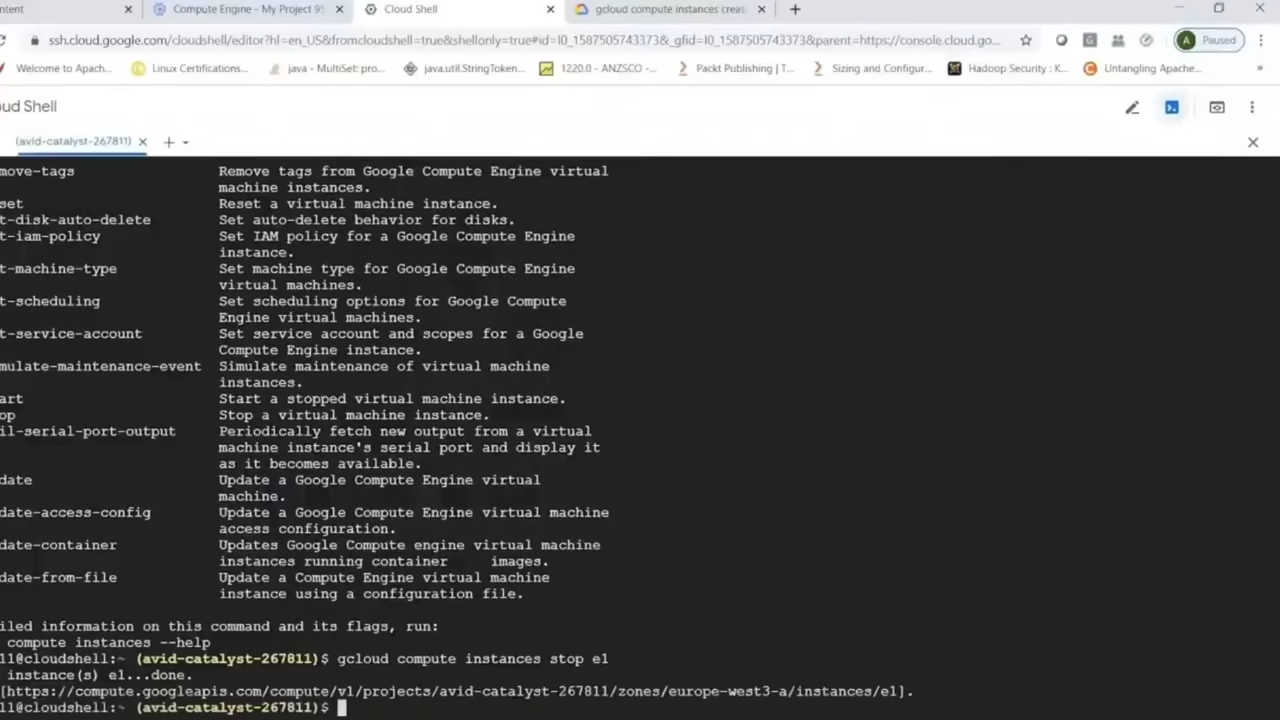 ntent
Compute Engine - My Project 95
Cloud Shell
gcloud compute instances creat
ssh.cloud.google.com/cloudshell/editor?hl=en_US&fromcloudshell=true&shellonly=true#id=I0_1587505743373&_gfid=I0_1587505743373&parent=https://console.cloud.go...
A Paused
Welcome to Apach...
Linux Certifications...
java - MultiSet: pro...
java.util.StringToken...
1220.0 - ANZSCO -...
Packt Publishing | T...
Sizing and Configur...
Hadoop Security : K...
Untangling Apache...
»
oud Shell
(avid-catalyst-267811)
move-tags Remove tags from Google Compute Engine virtual
machine instances.
set Reset a virtual machine instance.
t-disk-auto-delete Set auto-delete behavior for disks.
t-iam-policy Set IAM policy for a Google Compute Engine
instance.
t-machine-type Set machine type for Google Compute Engine
virtual machines.
t-scheduling Set scheduling options for Google Compute
Engine virtual machines.
t-service-account Set service account and scopes for a Google
Compute Engine instance.
mulate-maintenance-event Simulate maintenance of virtual machine
instances.
art Start a stopped virtual machine instance.
op Stop a virtual machine instance.
il-serial-port-output Periodically fetch new output from a virtual
machine instance's serial port and display it
as it becomes available.
date Update a Google Compute Engine virtual
machine.
date-access-config Update a Google Compute Engine virtual machine
access configuration.
date-container Updates Google Compute engine virtual machine
instances running container images.
date-from-file Update a Compute Engine virtual machine
instance using a configuration file.
iled information on this command and its flags, run:
compute instances --help
11@cloudshell:~ (avid-catalyst-267811)$ gcloud compute instances stop e1
instance(s) e1...done.
[https://compute.googleapis.com/compute/v1/projects/avid-catalyst-267811/zones/europe-west3-a/instances/e1].
11@cloudshell:~ (avid-catalyst-267811)$